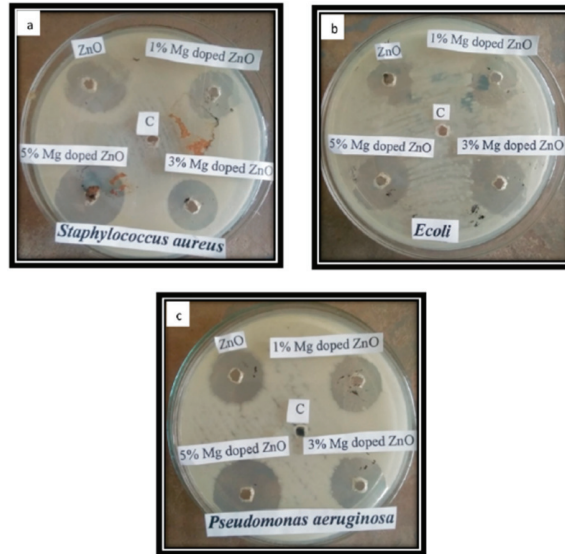 a
ZnO
1% Mg doped ZnO
C
5% Mg doped ZnO
3% Mg doped ZnO
Staphylococcus aureus
b
ZnO
1% Mg doped ZnO
C
5% Mg doped ZnO
3% Mg doped ZnO
Ecoli
c
ZnO
1% Mg doped ZnO
C
5% Mg doped ZnO
3% Mg doped ZnO
Pseudomonas aeruginosa